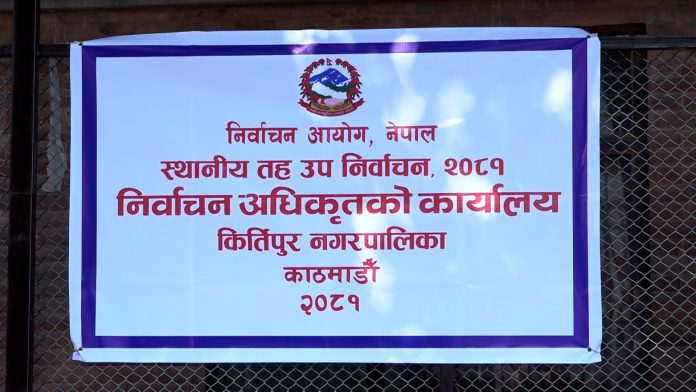 निर्वाचन आयोग, नेपाल
स्थानीय तह उप निर्वाचन, २०८१
निर्वाचन अधिकृतको कार्यालय
किर्तिपुर नगरपालिका
काठमाडौँ
२०८१